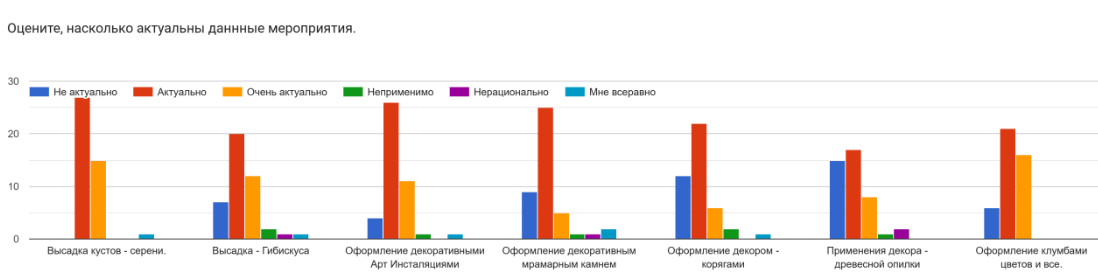 Оцените, насколько актуальны даннные мероприятия.
30
Не актуально Актуально Очень актуально Неприменимо Нерационально Мне всеравно
20
10
0
Высадка кустов - серени. Высадка - Гибискуса Оформление декоративными Оформление декоративным Оформление декором - Применения декора - Оформление клумбами
Арт Инсталяциями мрамарным камнем корягами древесной опилки цветов и все.